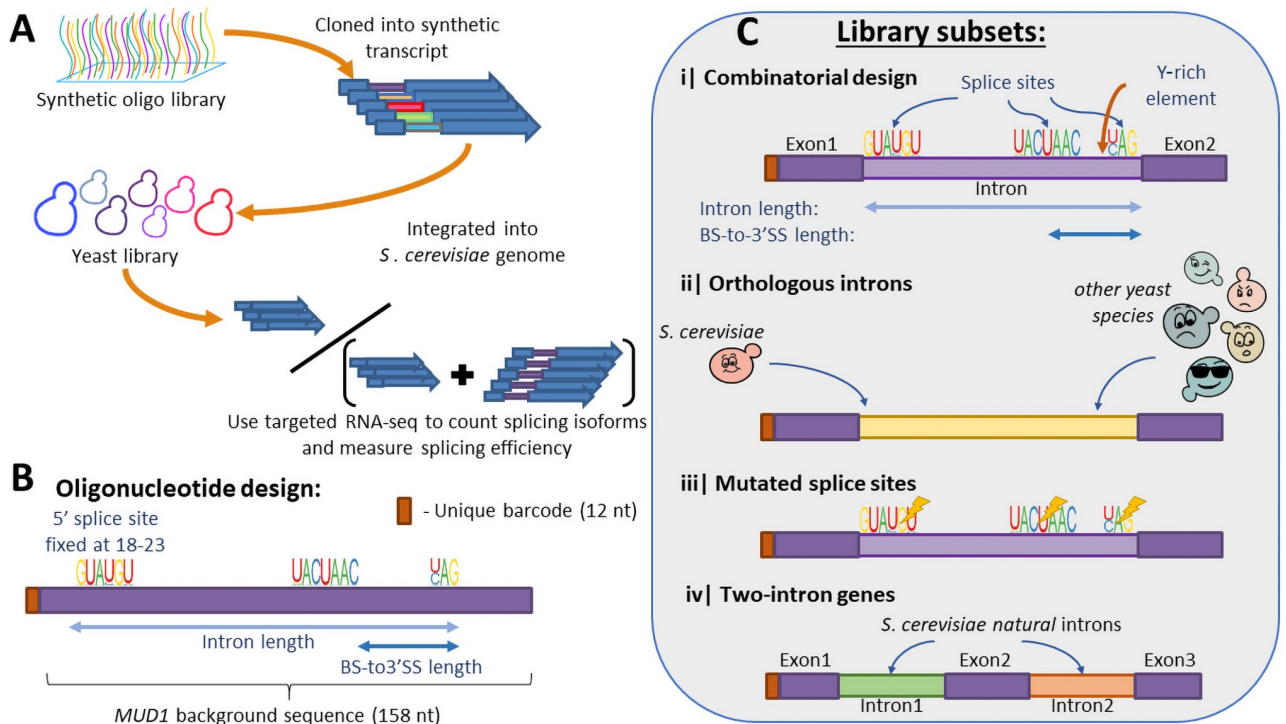 A
Synthetic oligo library
Cloned into synthetic
transcript
Yeast library
Integrated into
S. cerevisiae genome
Use targeted RNA-seq to count splicing isoforms
and measure splicing efficiency
B
Oligonucleotide design:
5' splice site
fixed at 18-23
- Unique barcode (12 nt)
GUAUGU
UACUAAC
U
C
AG
Intron length
BS-to3'SS length
MUD1 background sequence (158 nt)
C
Library subsets:
i| Combinatorial design
Splice sites
Y-rich
element
Exon1
GUAUGU
UACUAAC
U
C
AG
Exon2
Intron
Intron length:
BS-to-3'SS length:
ii| Orthologous introns
S. cerevisiae
other yeast
species
iii| Mutated splice sites
GUAUGU
UACUAAC
U
C
AG
iv| Two-intron genes
S. cerevisiae natural introns
Exon1
Exon2
Exon3
Intron1
Intron2